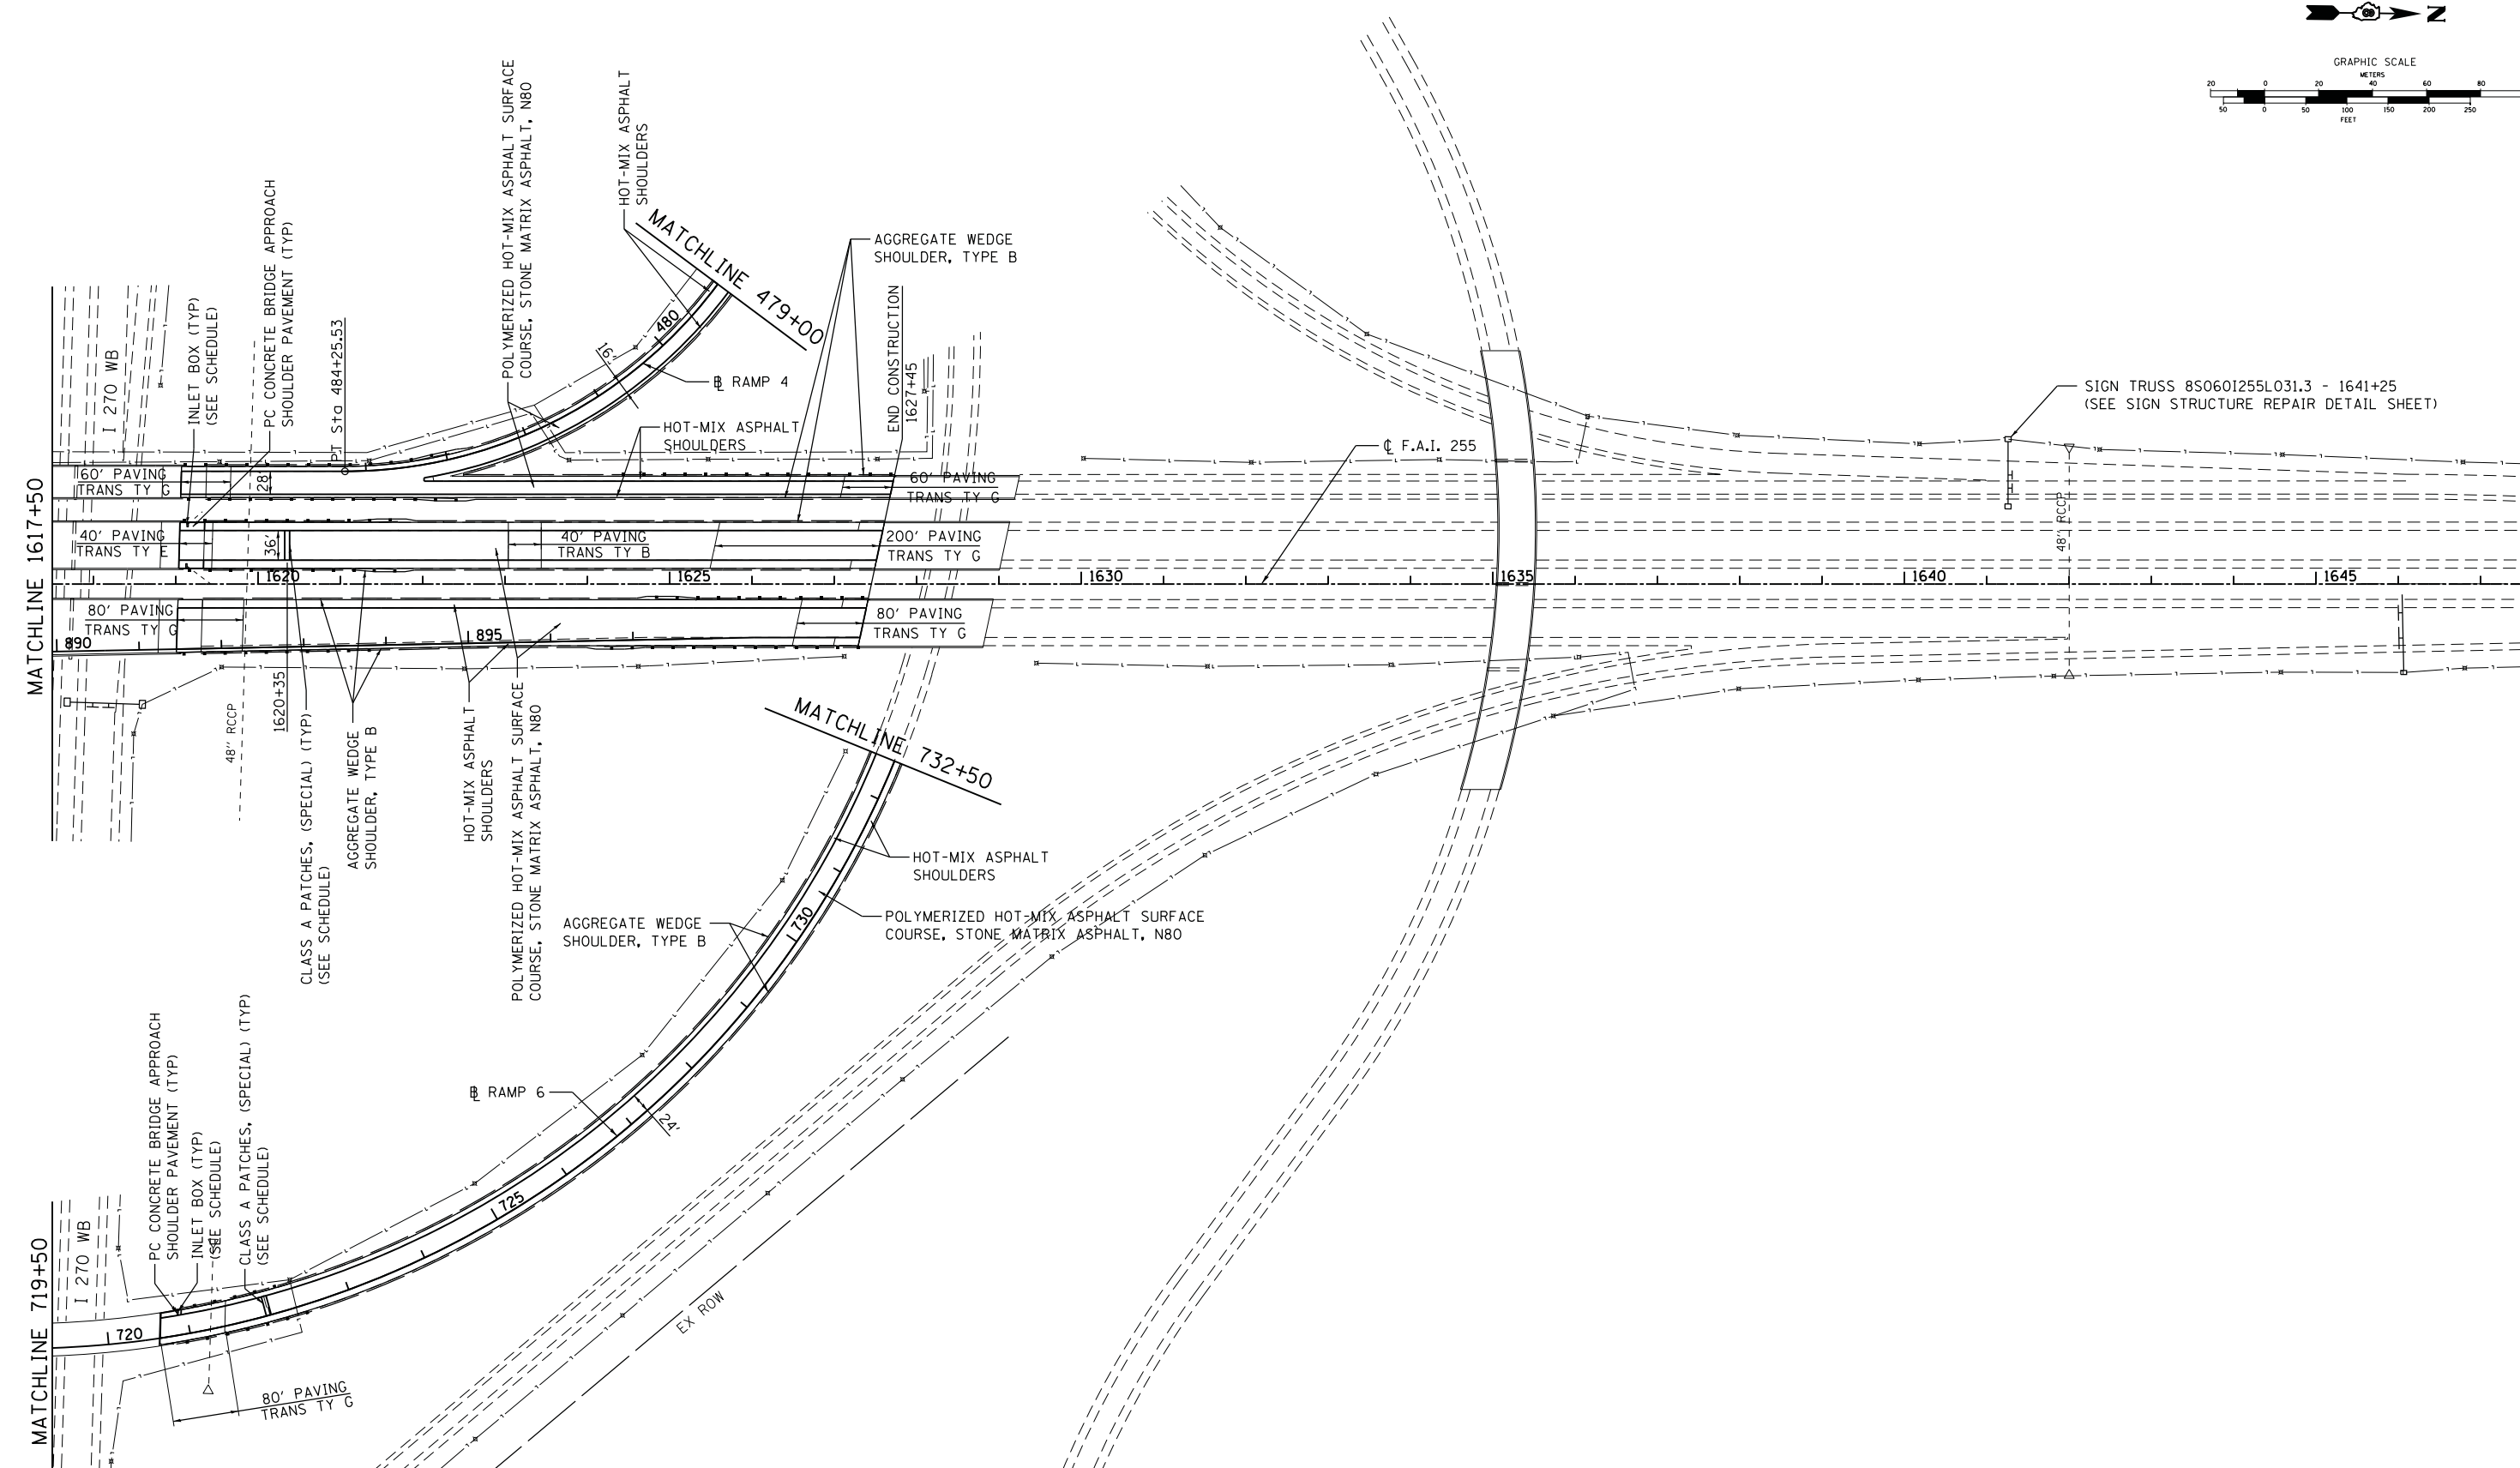 N
GRAPHIC SCALE
METERS
20 0 20 40 60 80
50 0 50 100 150 200 250
FEET
MATCHLINE 1617+50
I 270 WB
INLET BOX (TYP)
(SEE SCHEDULE)
PC CONCRETE BRIDGE APPROACH
SHOULDER PAVEMENT (TYP)
PT Sta 484+25.53
POLYMERIZED HOT-MIX ASPHALT SURFACE
COURSE, STONE MATRIX ASPHALT, N80
HOT-MIX ASPHALT
SHOULDERS
MATCHLINE 479+00
480
16'
RAMP 4
HOT-MIX ASPHALT
SHOULDERS
AGGREGATE WEDGE
SHOULDER, TYPE B
END CONSTRUCTION
1627+45
F.A.I. 255
SIGN TRUSS 8S060I255L031.3 - 1641+25
(SEE SIGN STRUCTURE REPAIR DETAIL SHEET)
60' PAVING
TRANS TY G
28'
60' PAVING
TRANS TY G
40' PAVING
TRANS TY E
36'
40' PAVING
TRANS TY B
200' PAVING
TRANS TY G
48" RCCP
1620
1625
1630
1635
1640
1645
80' PAVING
TRANS TY G
80' PAVING
TRANS TY G
890
895
48" RCCP
1620+35
CLASS A PATCHES, (SPECIAL) (TYP)
(SEE SCHEDULE)
AGGREGATE WEDGE
SHOULDER, TYPE B
HOT-MIX ASPHALT
SHOULDERS
POLYMERIZED HOT-MIX ASPHALT SURFACE
COURSE, STONE MATRIX ASPHALT, N80
MATCHLINE 732+50
HOT-MIX ASPHALT
SHOULDERS
POLYMERIZED HOT-MIX ASPHALT SURFACE
COURSE, STONE MATRIX ASPHALT, N80
AGGREGATE WEDGE
SHOULDER, TYPE B
730
RAMP 6
24'
725
EX ROW
MATCHLINE 719+50
I 270 WB
PC CONCRETE BRIDGE APPROACH
SHOULDER PAVEMENT (TYP)
INLET BOX (TYP)
(SEE SCHEDULE)
CLASS A PATCHES, (SPECIAL) (TYP)
(SEE SCHEDULE)
720
80' PAVING
TRANS TY G